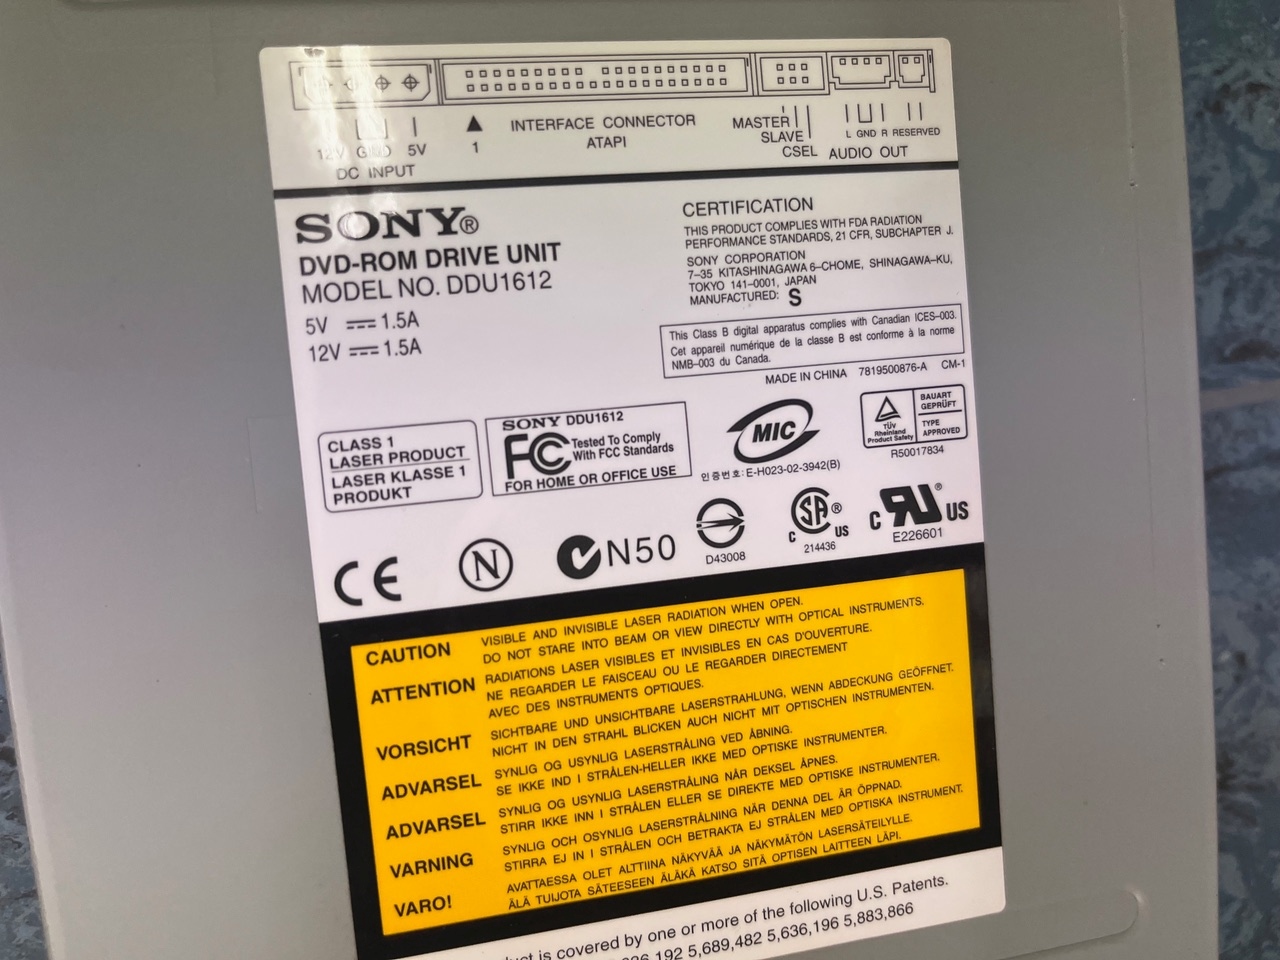 12V GND 5V
DC INPUT
1
INTERFACE CONNECTOR
ATAPI
MASTER
SLAVE
CSEL
L GND R RESERVED
AUDIO OUT
SONY®
DVD-ROM DRIVE UNIT
MODEL NO. DDU1612
5V 1.5A
12V 1.5A
CERTIFICATION
THIS PRODUCT COMPLIES WITH FDA RADIATION
PERFORMANCE STANDARDS, 21 CFR, SUBCHAPTER J.
SONY CORPORATION
7-35 KITASHINAGAWA 6-CHOME, SHINAGAWA-KU,
TOKYO 141-0001, JAPAN
MANUFACTURED: S
This Class B digital apparatus complies with Canadian ICES-003.
Cet appareil numérique de la classe B est conforme à la norme
NMB-003 du Canada.
MADE IN CHINA 7819500876-A CM-1
CLASS 1
LASER PRODUCT
LASER KLASSE 1
PRODUKT
SONY DDU1612
FC Tested To Comply
With FCC Standards
FOR HOME OR OFFICE USE
MIC
인증번호: E-H023-02-3942(B)
TÜV
Rheinland
Product Safety
BAUART
GEPRÜFT
TYPE
APPROVED
R50017834
CE
N
N50
D43008
C SA ® US
214436
C UR ® US
E226601
CAUTION VISIBLE AND INVISIBLE LASER RADIATION WHEN OPEN.
DO NOT STARE INTO BEAM OR VIEW DIRECTLY WITH OPTICAL INSTRUMENTS.
ATTENTION RADIATIONS LASER VISIBLES ET INVISIBLES EN CAS D'OUVERTURE.
NE REGARDER LE FAISCEAU OU LE REGARDER DIRECTEMENT
AVEC DES INSTRUMENTS OPTIQUES.
VORSICHT SICHTBARE UND UNSICHTBARE LASERSTRAHLUNG, WENN ABDECKUNG GEÖFFNET.
NICHT IN DEN STRAHL BLICKEN AUCH NICHT MIT OPTISCHEN INSTRUMENTEN.
ADVARSEL SYNLIG OG USYNLIG LASERSTRÅLING VED ÅBNING.
SE IKKE IND I STRÅLEN-HELLER IKKE MED OPTISKE INSTRUMENTER.
ADVARSEL SYNLIG OG USYNLIG LASERSTRÅLING NÅR DEKSEL ÅPNES.
STIRR IKKE INN I STRÅLEN ELLER SE DIREKTE MED OPTISKE INSTRUMENTER.
VARNING SYNLIG OCH OSYNLIG LASERSTRÅLNING NÄR DENNA DEL ÄR ÖPPNAD.
STIRRA EJ IN I STRÅLEN OCH BETRAKTA EJ STRÅLEN MED OPTISKA INSTRUMENT.
VARO! AVATTAESSA OLET ALTTIINA NÄKYVÄÄ JA NÄKYMÄTÖN LASERSÄTEILYLLE.
ÄLÄ TUIJOTA SÄTEESEEN ÄLÄKÄ KATSO SITÄ OPTISEN LAITTEEN LÄPI.
is covered by one or more of the following U.S. Patents.
192 5,689,482 5,636,196 5,883,866